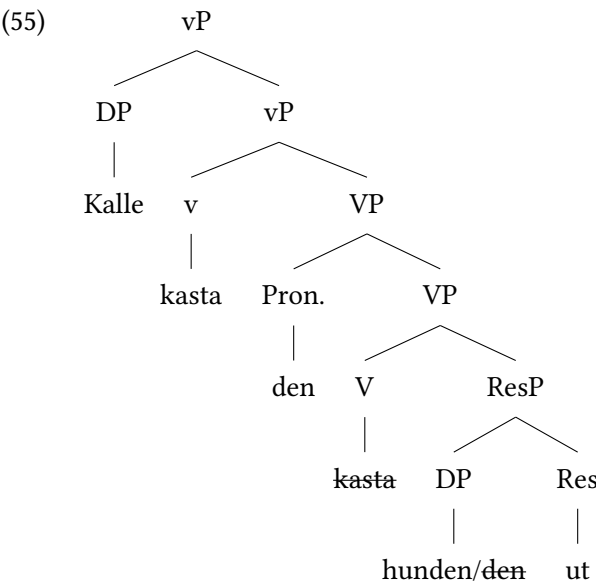 (55) vP
DP vP
Kalle v VP
kasta Pron. VP
den V ResP
kasta DP Res
hunden/den ut